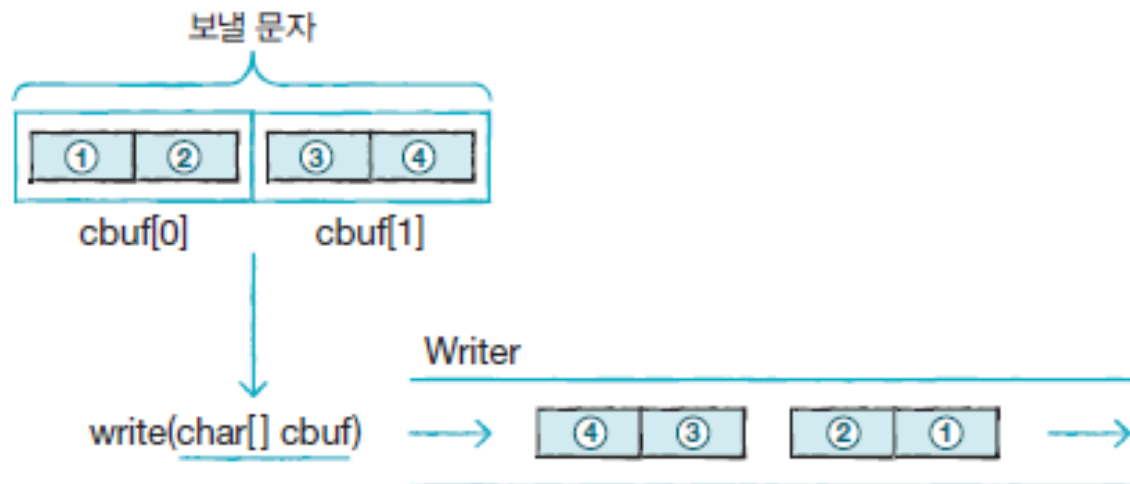 보낼 문자
① ② ③ ④
cbuf[0] cbuf[1]
Writer
write(char[] cbuf) ④ ③ ② ①